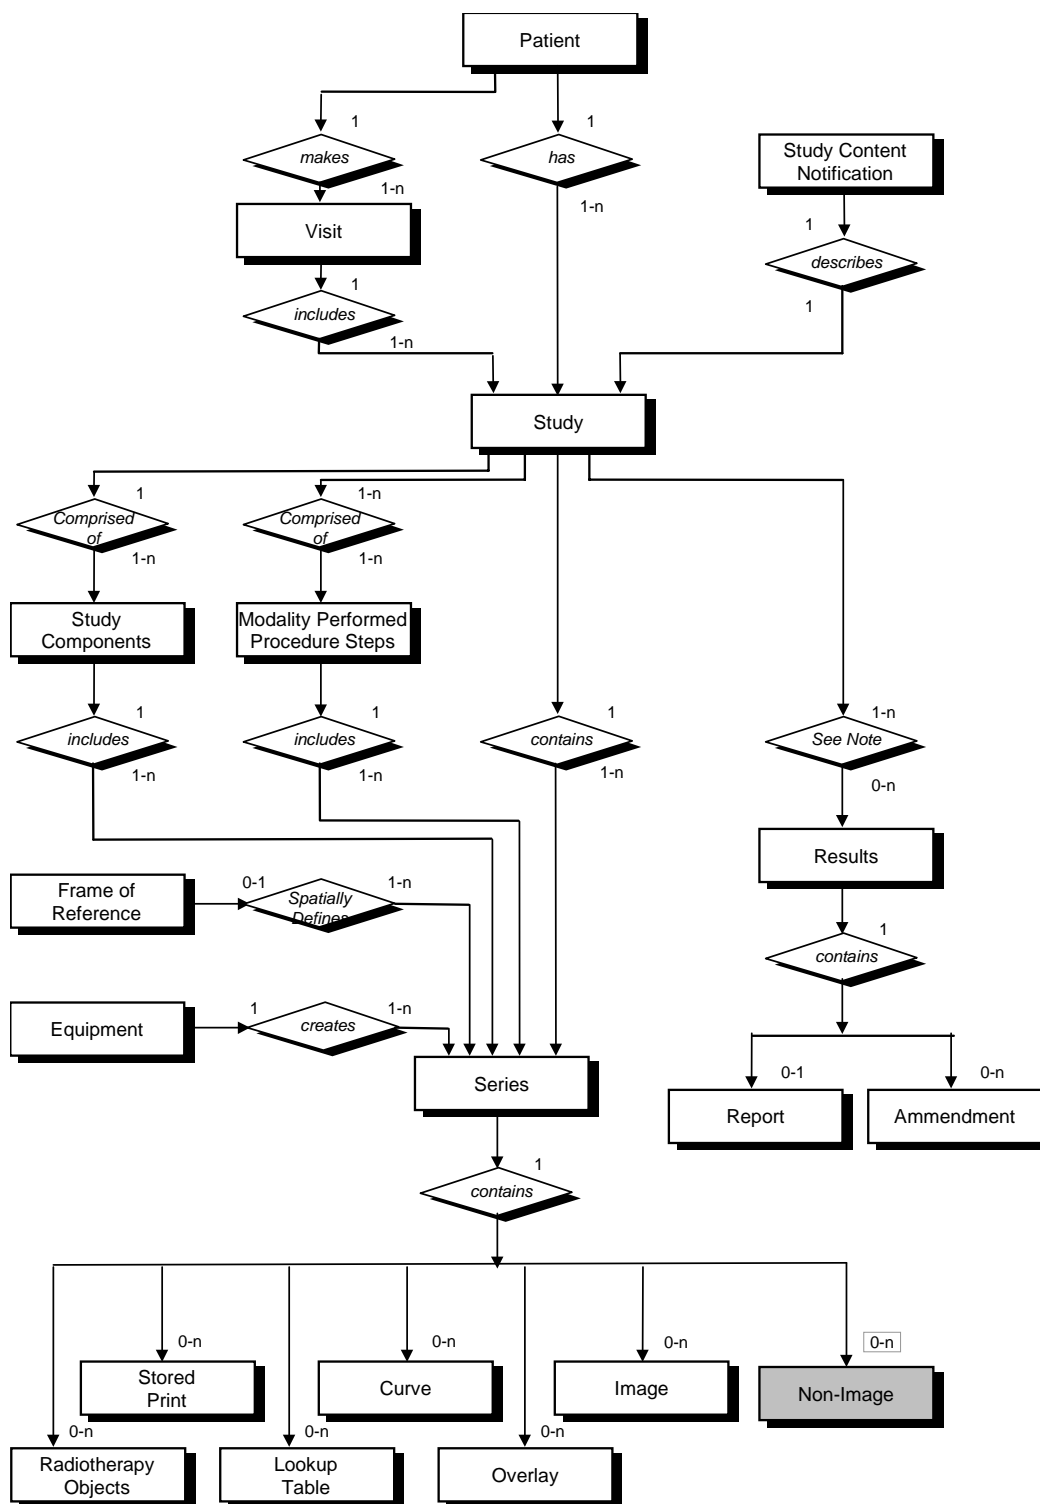 Patient
1
1
makes
has
Study Content
Notification
1-n
1-n
Visit
1
1
describes
includes
1
1-n
Study
1
1-n
Comprised
of
Comprised
of
1-n
1-n
Study
Components
Modality Performed
Procedure Steps
1
1
1
1-n
includes
includes
contains
See Note
1-n
1-n
1-n
0-n
Results
Frame of
Reference
0-1
Spatially
Defines
1-n
1
contains
Equipment
1
creates
1-n
Series
0-1
0-n
Report
Ammendment
1
contains
0-n
0-n
0-n
0-n
Stored
Print
Curve
Image
Non-Image
0-n
0-n
0-n
Radiotherapy
Objects
Lookup
Table
Overlay